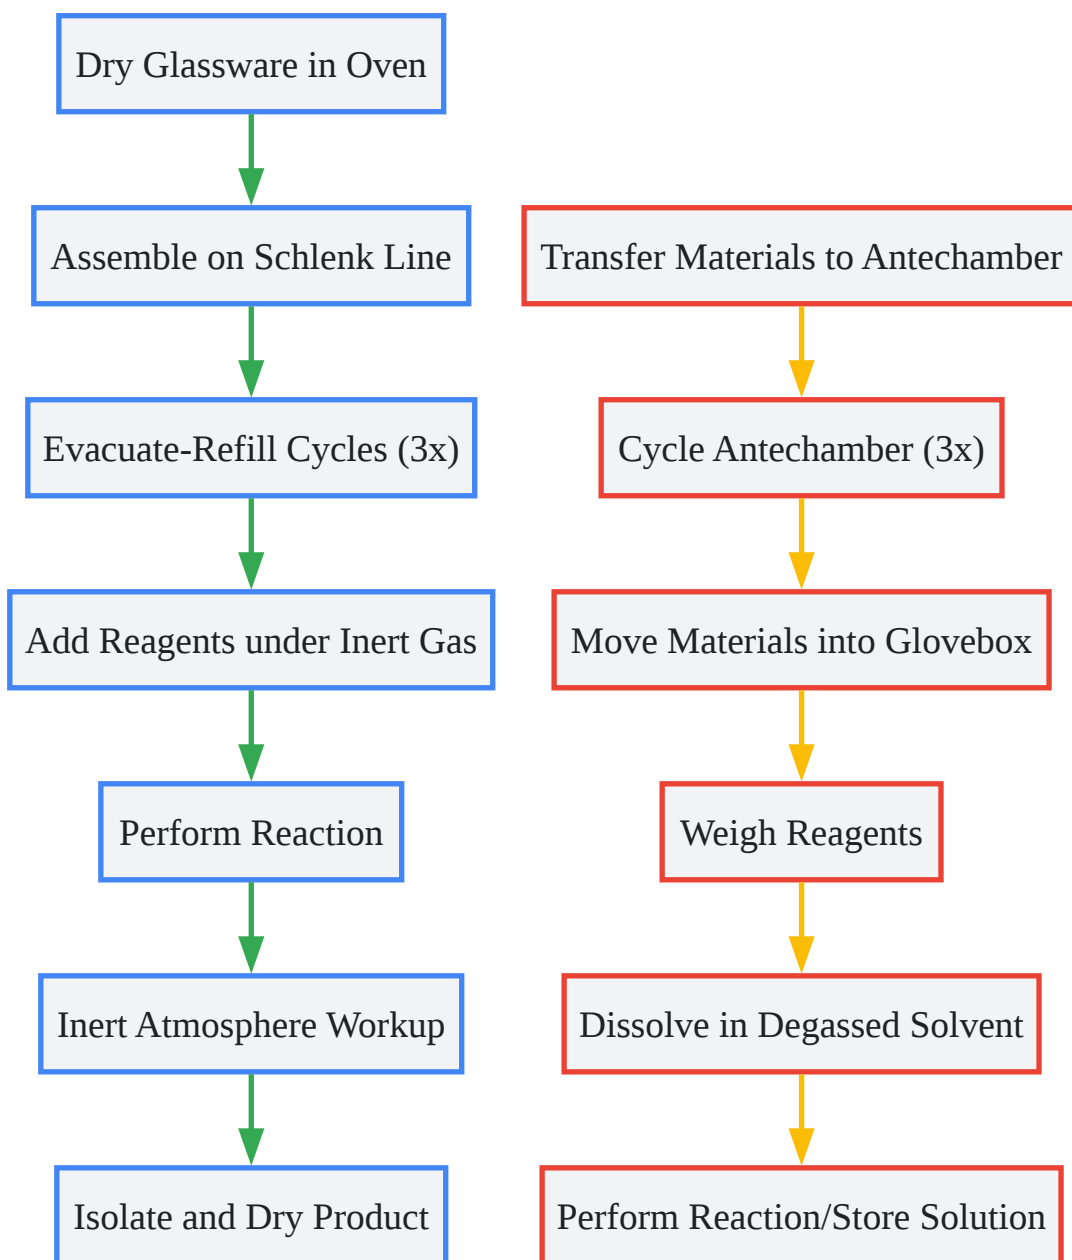 Dry Glassware in Oven
Assemble on Schlenk Line
Evacuate-Refill Cycles (3x)
Add Reagents under Inert Gas
Perform Reaction
Inert Atmosphere Workup
Isolate and Dry Product
Transfer Materials to Antechamber
Cycle Antechamber (3x)
Move Materials into Glovebox
Weigh Reagents
Dissolve in Degassed Solvent
Perform Reaction/Store Solution